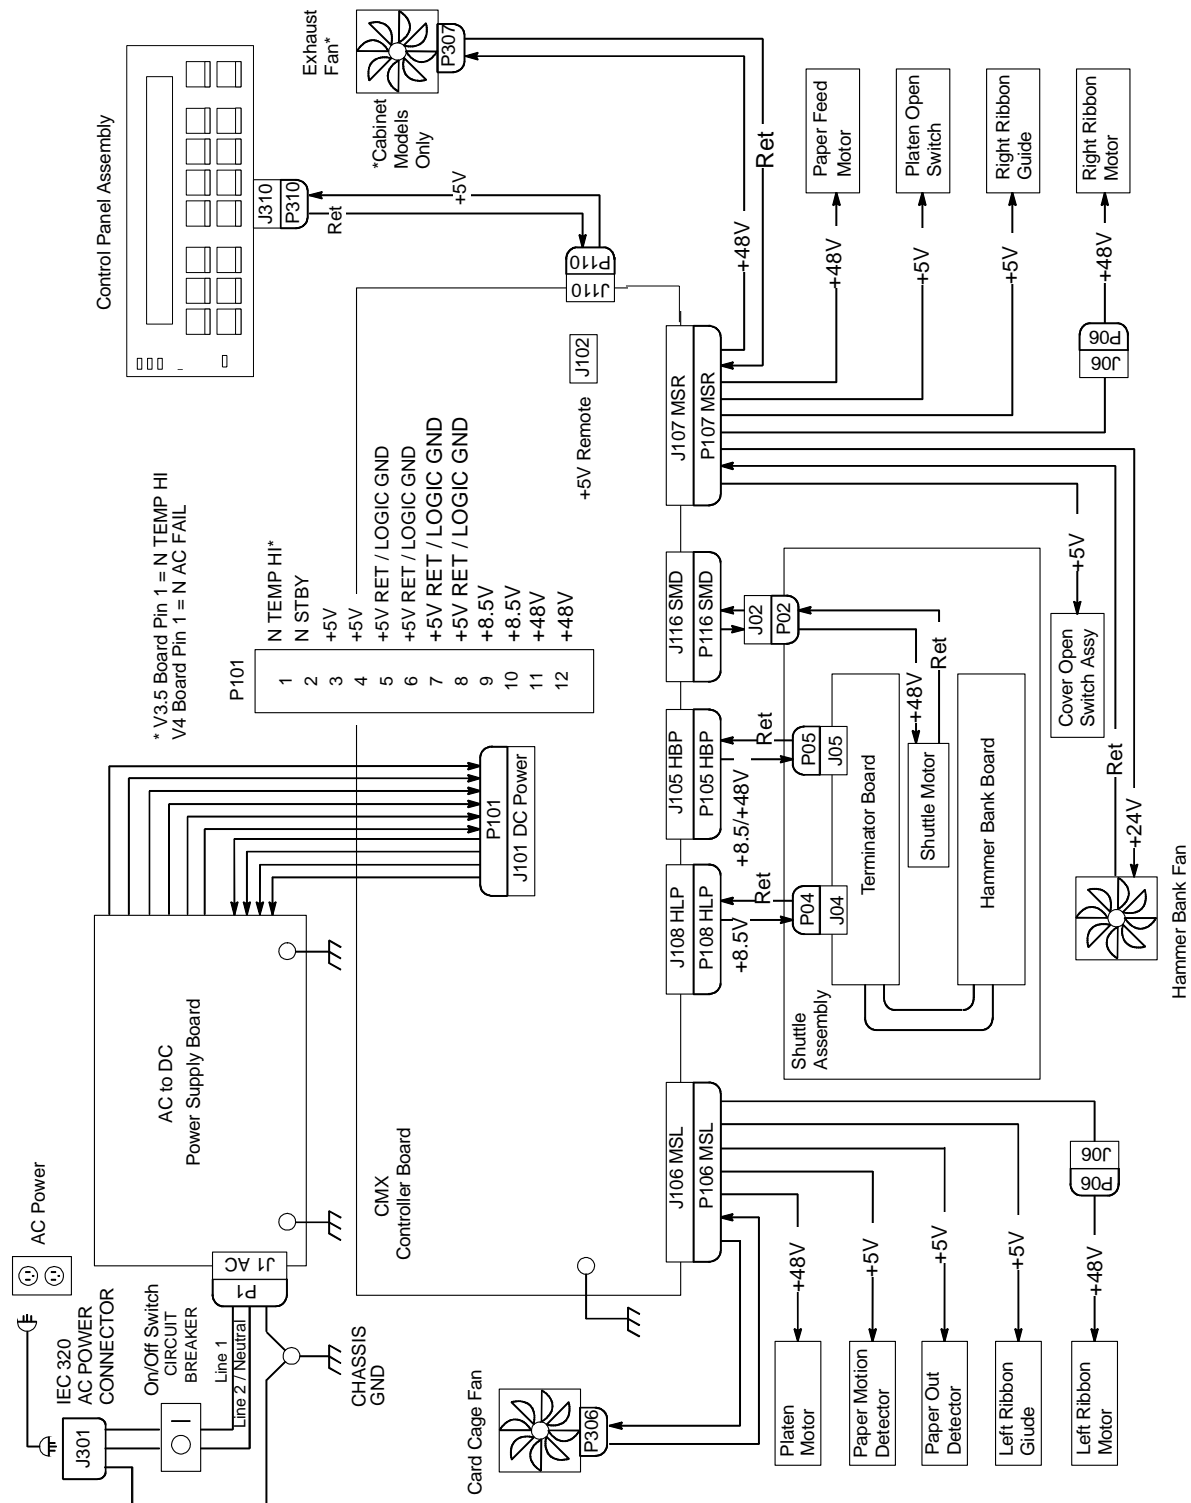 Control Panel Assembly
J310
P310
Ret
+5V
P110
J110
Exhaust
Fan*
*Cabinet
Models
Only
P307
+48V
Ret
Paper Feed
Motor
+48V
Platen Open
Switch
+5V
Right Ribbon
Guide
+5V
Right Ribbon
Motor
+48V
P06
J06
J102
+5V Remote
J107 MSR
P107 MSR
* V3.5 Board Pin 1 = N TEMP HI
V4 Board Pin 1 = N AC FAIL
P101
1 N TEMP HI*
2 N STBY
3 +5V
4 +5V
5 +5V RET / LOGIC GND
6 +5V RET / LOGIC GND
7 +5V RET / LOGIC GND
8 +5V RET / LOGIC GND
9 +8.5V
10 +8.5V
11 +48V
12 +48V
P101
J101 DC Power
J116 SMD
P116 SMD
J02
P02
+48V
Ret
J105 HBP
P105 HBP
+8.5/+48V
Ret
P05
J05
J108 HLP
P108 HLP
+8.5V
Ret
P04
J04
Shuttle
Assembly
Terminator Board
Shuttle Motor
Hammer Bank Board
Cover Open
Switch Assy
+5V
Ret
+24V
Hammer Bank Fan
AC Power
AC to DC
Power Supply Board
J1 AC
P1
IEC 320
AC POWER
CONNECTOR
J301
On/Off Switch
CIRCUIT
BREAKER
Line 1
Line 2 / Neutral
CHASSIS
GND
CMX
Controller Board
J106 MSL
P106 MSL
Card Cage Fan
P306
Platen
Motor
+48V
Paper Motion
Detector
+5V
Paper Out
Detector
+5V
Left Ribbon
Giude
+5V
Left Ribbon
Motor
+48V
P06
J06